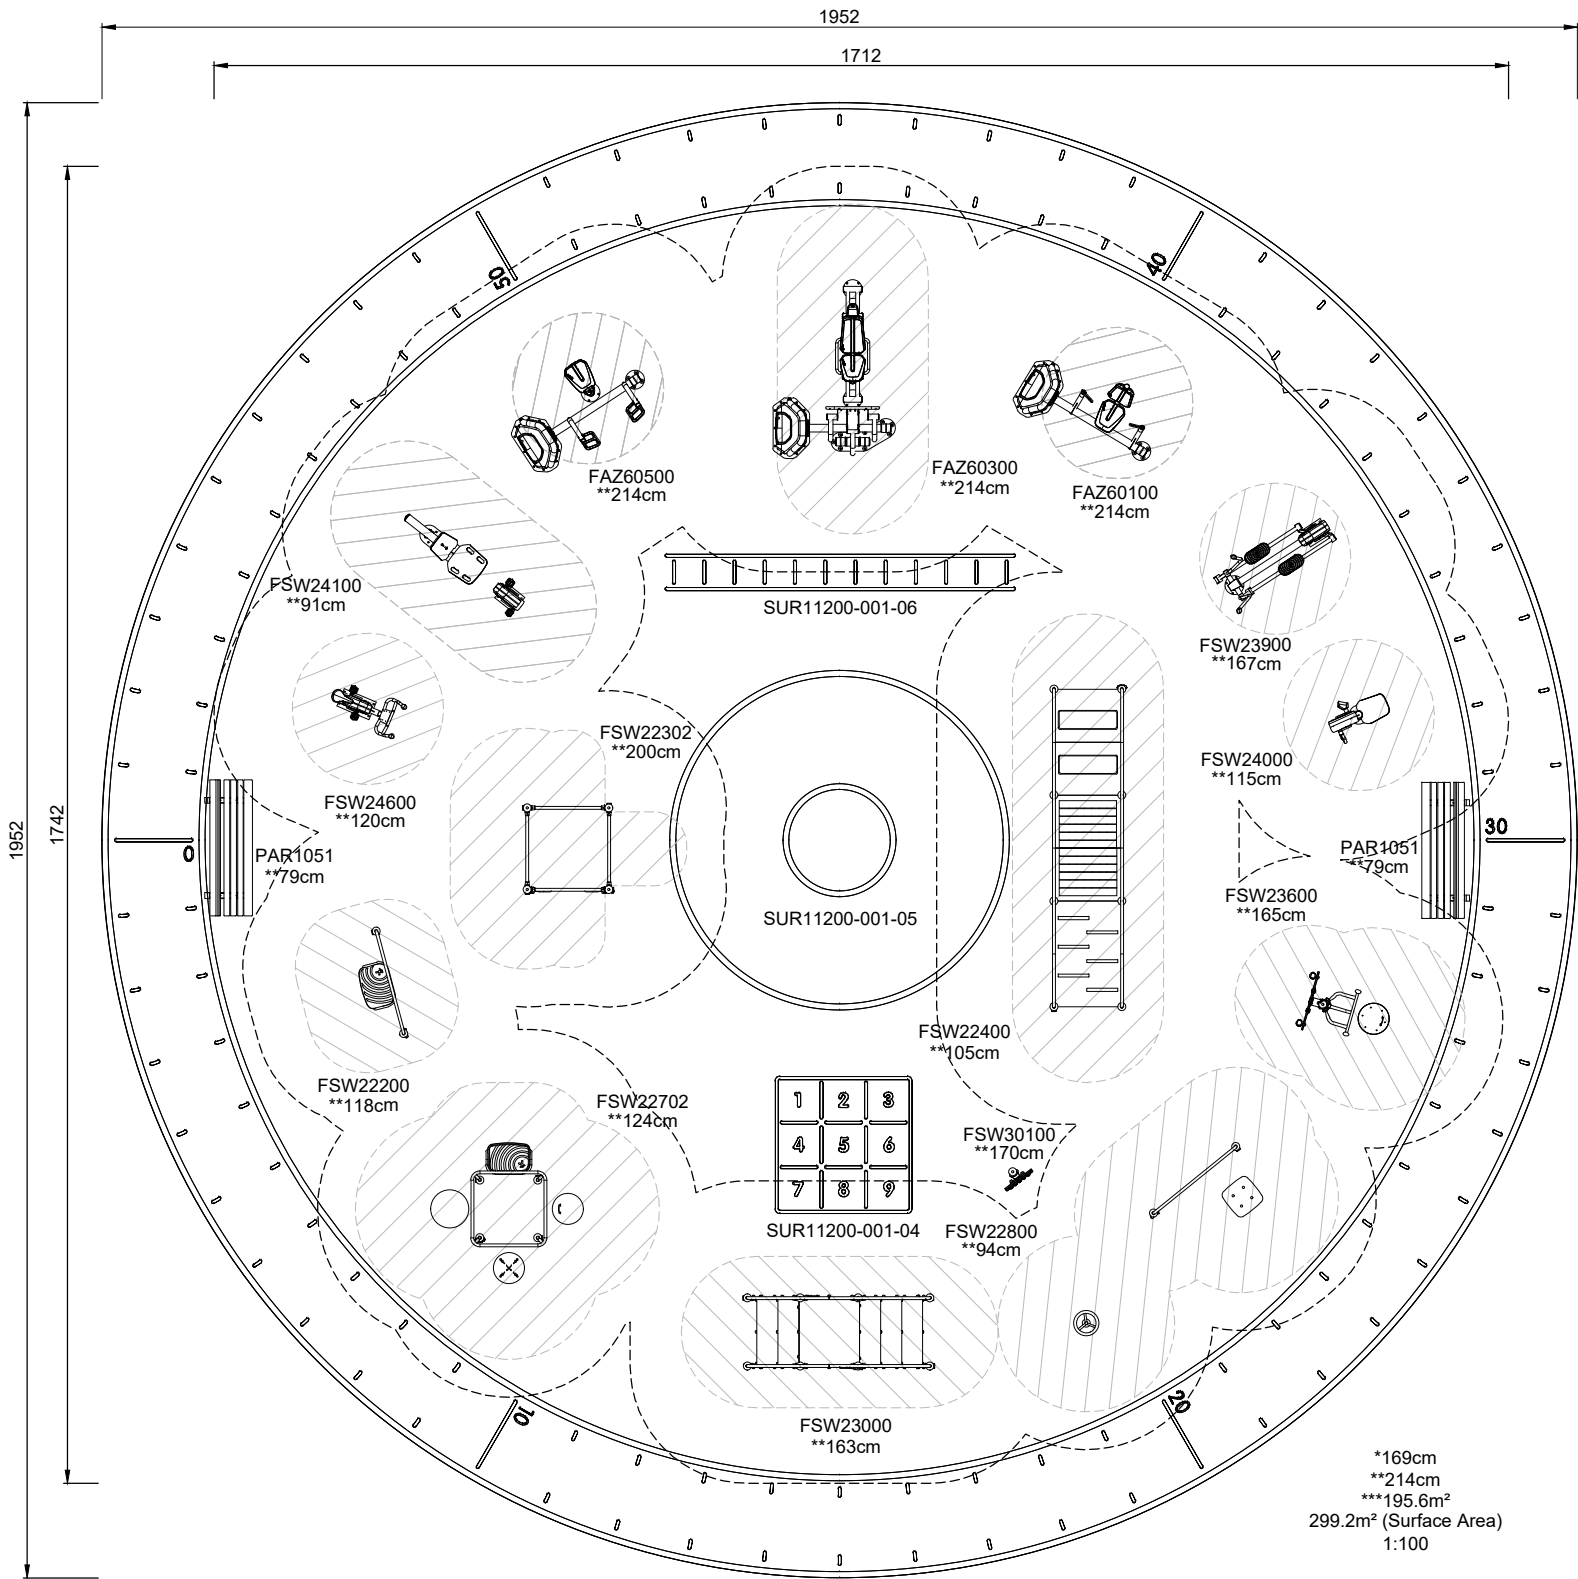 1952
1712
1952
1742
50
40
FAZ60500
**214cm
FAZ60300
**214cm
FAZ60100
**214cm
FSW24100
**91cm
SUR11200-001-06
FSW23900
**167cm
FSW22302
**200cm
FSW24000
**115cm
FSW24600
**120cm
0
30
PAR1051
**79cm
PAR1051
**79cm
FSW23600
**165cm
SUR11200-001-05
FSW22400
**105cm
FSW22200
**118cm
FSW22702
**124cm
1 2 3
4 5 6
7 8 9
FSW30100
**170cm
SUR11200-001-04
FSW22800
**94cm
10
20
FSW23000
**163cm
*169cm
**214cm
***195.6m²
299.2m² (Surface Area)
1:100